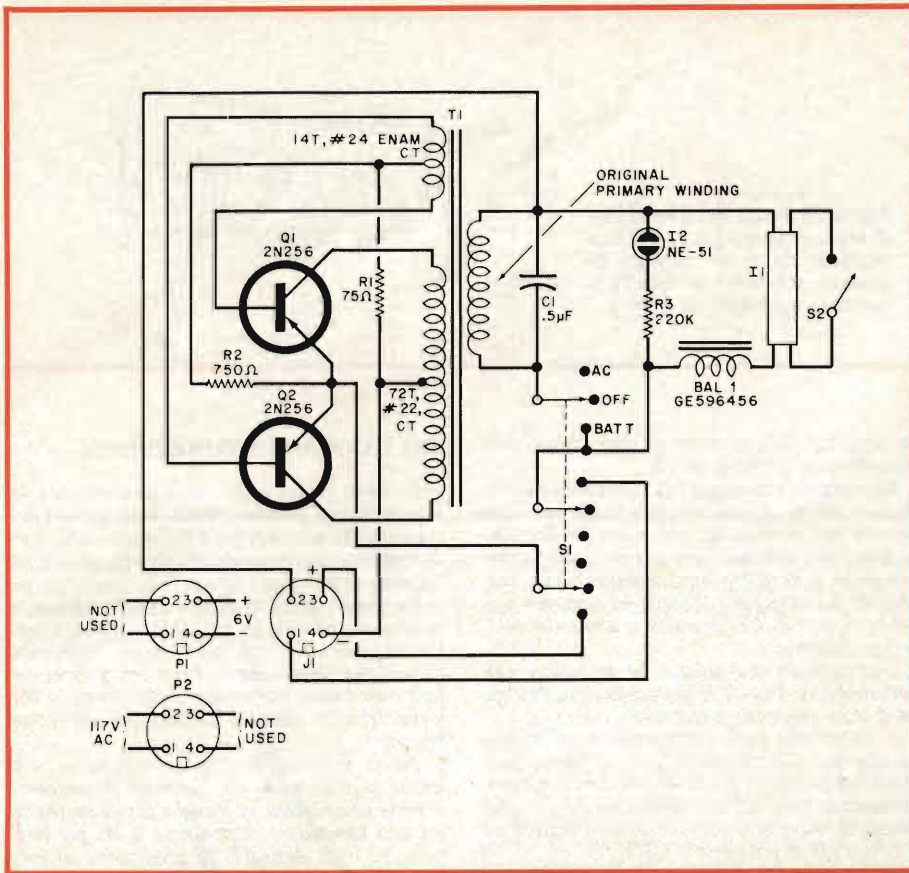 T1
14T, #24 ENAM
CT
ORIGINAL
PRIMARY WINDING
Q1
2N256
R1
75Ω
I2
NE-51
I1
C1
.5µF
R3
220K
S2
R2
750Ω
AC
Q2
2N256
72T,
#22,
CT
OFF
BAL 1
GE596456
BATT
S1
+
NOT
USED
2 3
1 4
+
6V
−
P1
2 3
1 4
−
J1
P2
117V
AC
2 3
1 4
NOT
USED